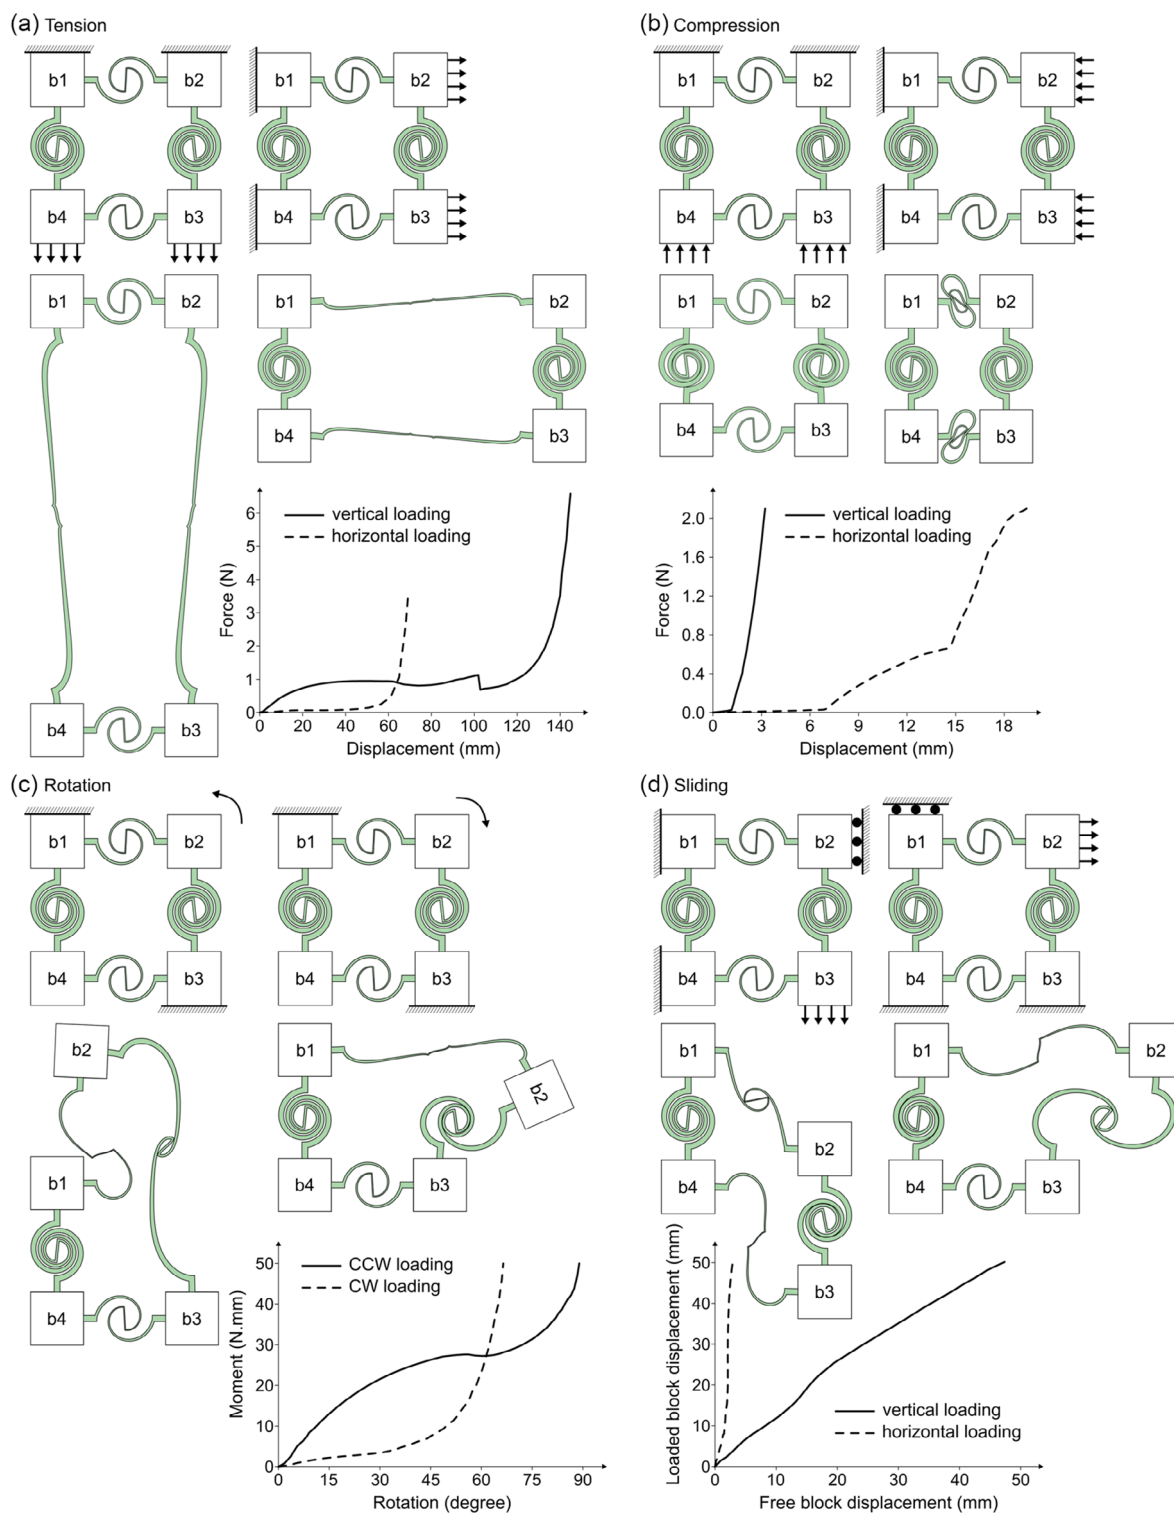 (a) Tension
b1 b2 b1 b2
b4 b3 b4 b3
b1 b2 b1 b2
b4 b3
b4 b3
6
5
4
3
2
1
0
Force (N)
vertical loading
horizontal loading
0 20 40 60 80 100 120 140
Displacement (mm)
(b) Compression
b1 b2 b1 b2
b4 b3 b4 b3
b1 b2 b1 b2
b4 b3 b4 b3
2.0
1.6
1.2
0.8
0.4
0.0
Force (N)
vertical loading
horizontal loading
0 3 6 9 12 15 18
Displacement (mm)
(c) Rotation
b1 b2 b1 b2
b4 b3 b4 b3
b2 b1 b2
b1 b4 b3
b4 b3
50
40
30
20
10
0
Moment (N.mm)
CCW loading
CW loading
0 15 30 45 60 75 90
Rotation (degree)
(d) Sliding
b1 b2 b1 b2
b4 b3 b4 b3
b1 b1 b2
b2
b4 b4 b3
b3
50
40
30
20
10
0
Loaded block displacement (mm)
vertical loading
horizontal loading
0 10 20 30 40 50
Free block displacement (mm)